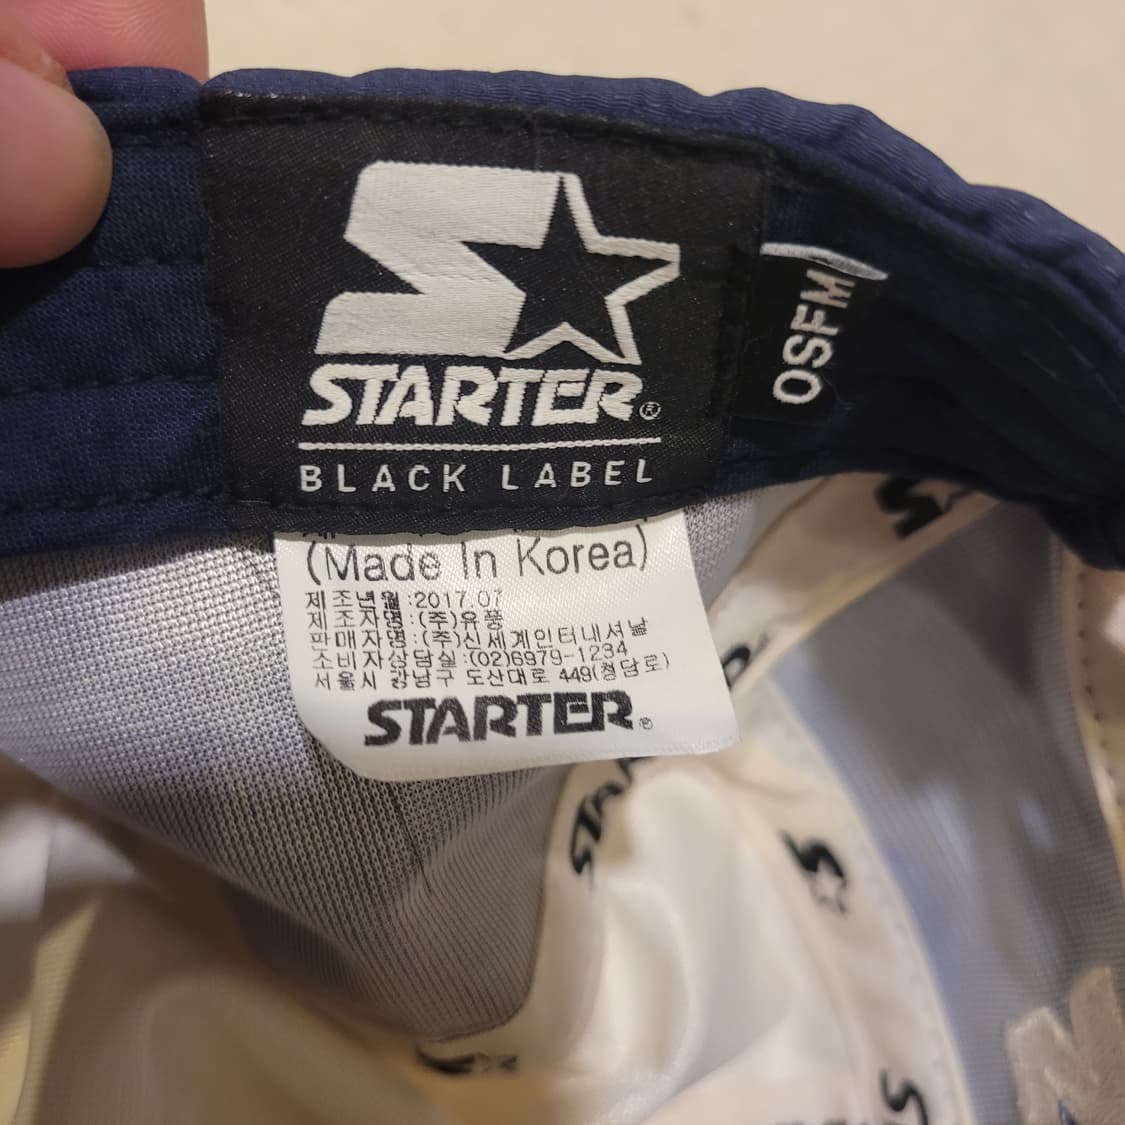 STARTER®
BLACK LABEL
OSFM
(Made In Korea)
제조년월:2017.07
제조자명:(주)유풍
판매자명:(주)신세계인터내셔날
소비자상담실:(02)6979-1234
서울시 강남구 도산대로 449(청담로)
STARTER®
STAR